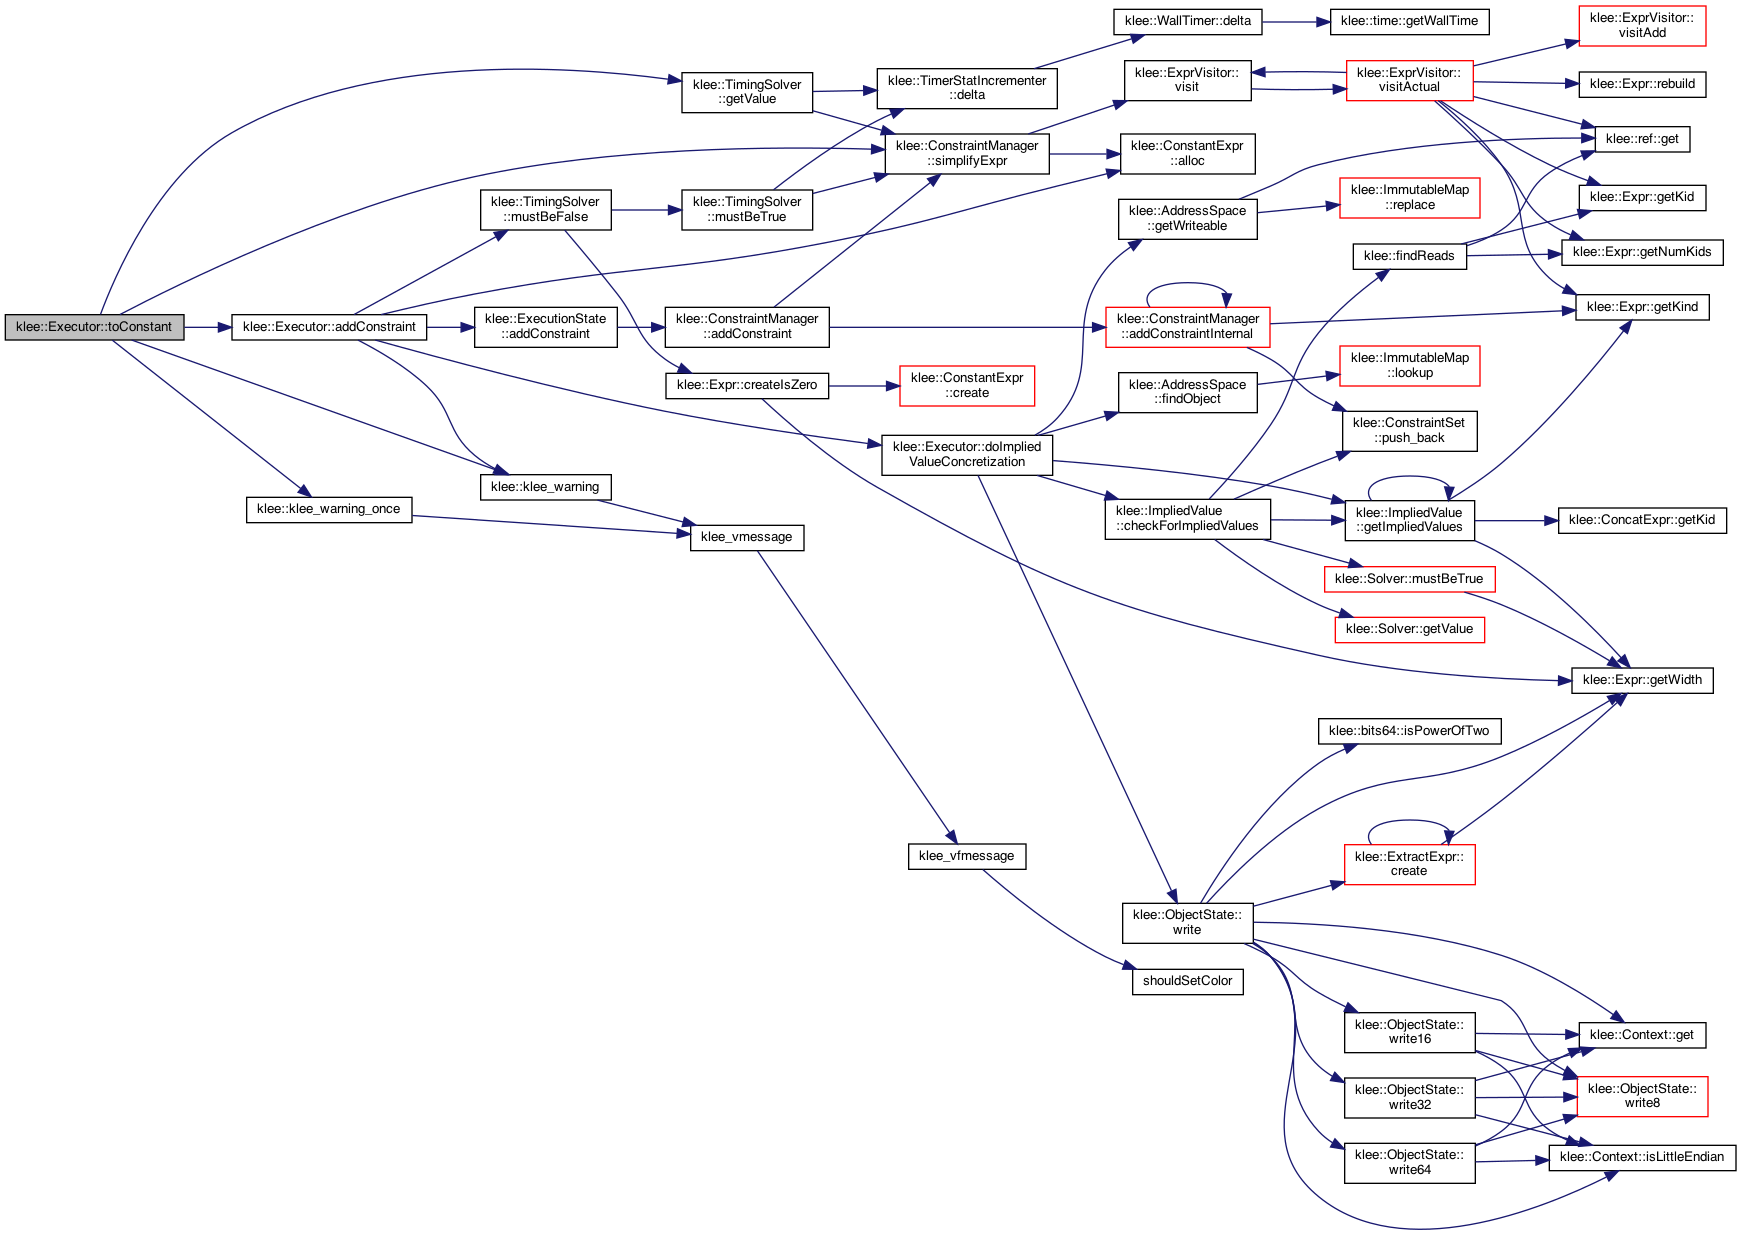 klee::Executor::toConstant
klee::klee_warning_once
klee::Executor::addConstraint
klee::TimingSolver
::mustBeFalse
klee::ExecutionState
::addConstraint
klee::klee_warning
klee::TimingSolver
::getValue
klee::TimingSolver
::mustBeTrue
klee::ConstraintManager
::addConstraint
klee::Expr::createIsZero
klee_vmessage
klee::TimerStatIncrementer
::delta
klee::ConstraintManager
::simplifyExpr
klee::ConstantExpr
::create
klee::Executor::doImplied
ValueConcretization
klee_vfmessage
klee::WallTimer::delta
klee::ExprVisitor::
visit
klee::ConstantExpr
::alloc
klee::AddressSpace
::getWriteable
klee::ConstraintManager
::addConstraintInternal
klee::AddressSpace
::findObject
klee::ImpliedValue
::checkForImpliedValues
klee::ObjectState::
write
shouldSetColor
klee::time::getWallTime
klee::ExprVisitor::
visitActual
klee::ImmutableMap
::replace
klee::findReads
klee::ImmutableMap
::lookup
klee::ConstraintSet
::push_back
klee::ImpliedValue
::getImpliedValues
klee::Solver::mustBeTrue
klee::Solver::getValue
klee::bits64::isPowerOfTwo
klee::ExtractExpr::
create
klee::ObjectState::
write16
klee::ObjectState::
write32
klee::ObjectState::
write64
klee::ExprVisitor::
visitAdd
klee::Expr::rebuild
klee::ref::get
klee::Expr::getKid
klee::Expr::getNumKids
klee::Expr::getKind
klee::ConcatExpr::getKid
klee::Expr::getWidth
klee::Context::get
klee::ObjectState::
write8
klee::Context::isLittleEndian